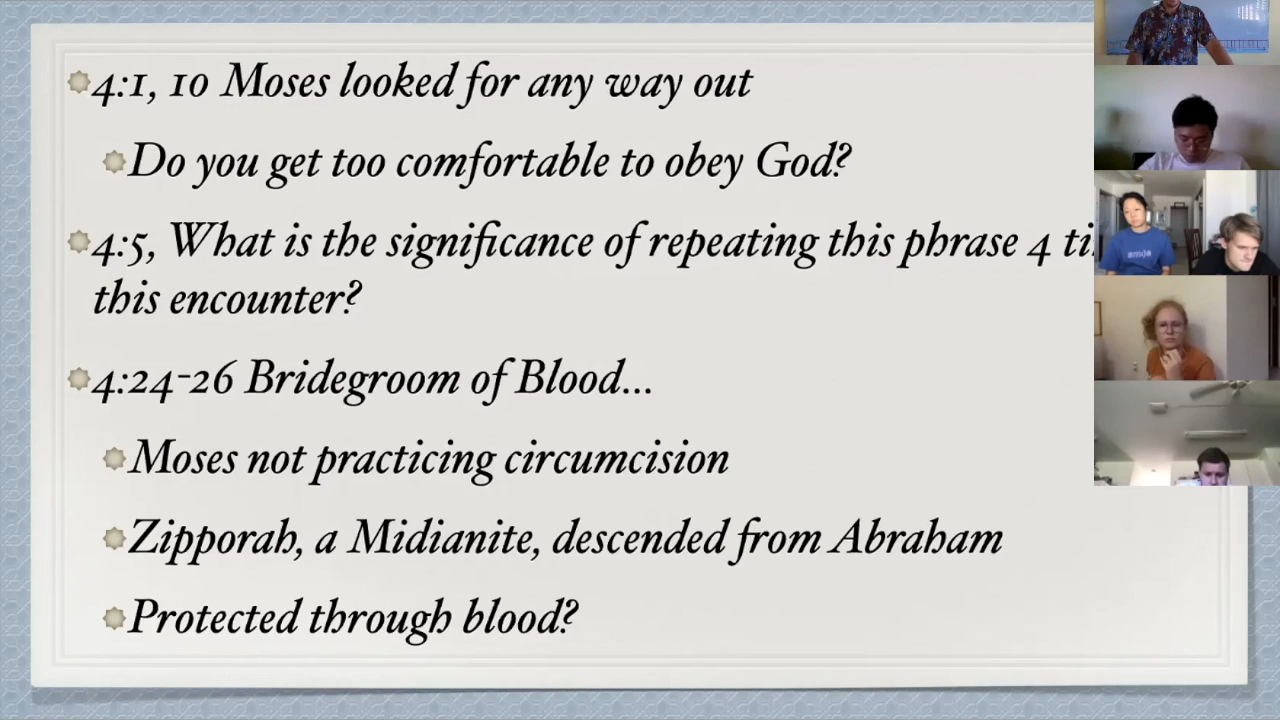 4:1, 10 Moses looked for any way out
Do you get too comfortable to obey God?
4:5, What is the significance of repeating this phrase 4
this encounter?
4:24-26 Bridegroom of Blood...
Moses not practicing circumcision
Zipporah, a Midianite, descended from Abraham
Protected through blood?